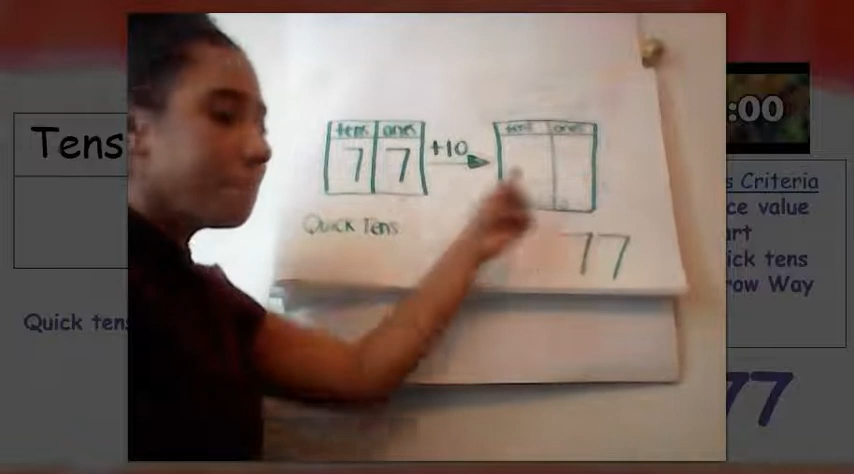 Tens
:00
tens ones
7 7
+10
tens ones
Quick Tens
77
s Criteria
ce value
art
ick tens
row Way
Quick tens
77